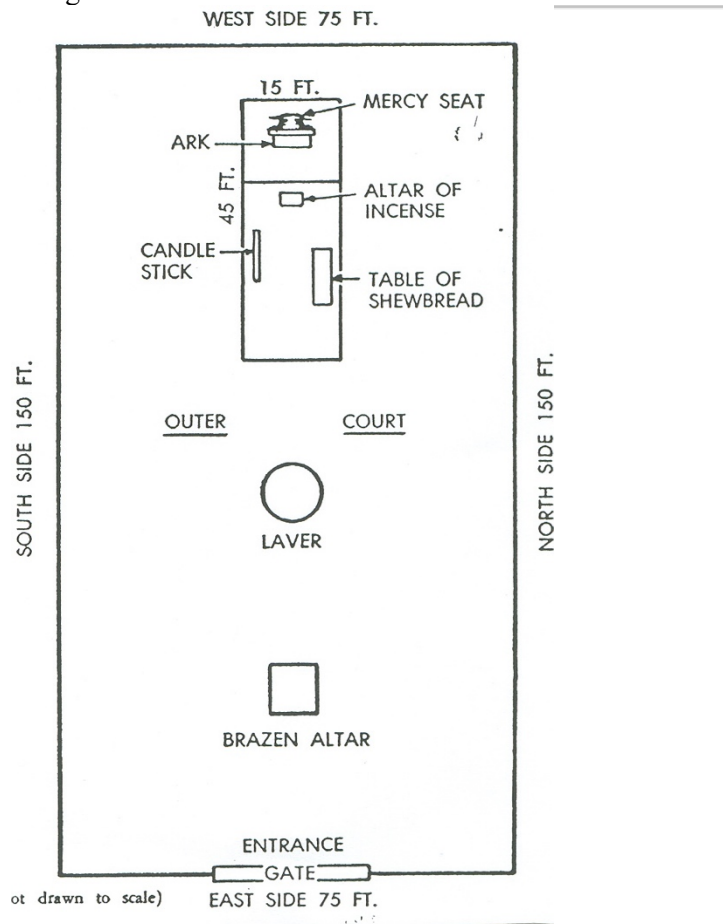 WEST SIDE 75 FT.
15 FT.
MERCY SEAT
ARK
45 FT.
ALTAR OF
INCENSE
CANDLE
STICK
TABLE OF
SHEWBREAD
SOUTH SIDE 150 FT.
NORTH SIDE 150 FT.
OUTER COURT
LAVER
BRAZEN ALTAR
ENTRANCE
GATE
ot drawn to scale)
EAST SIDE 75 FT.